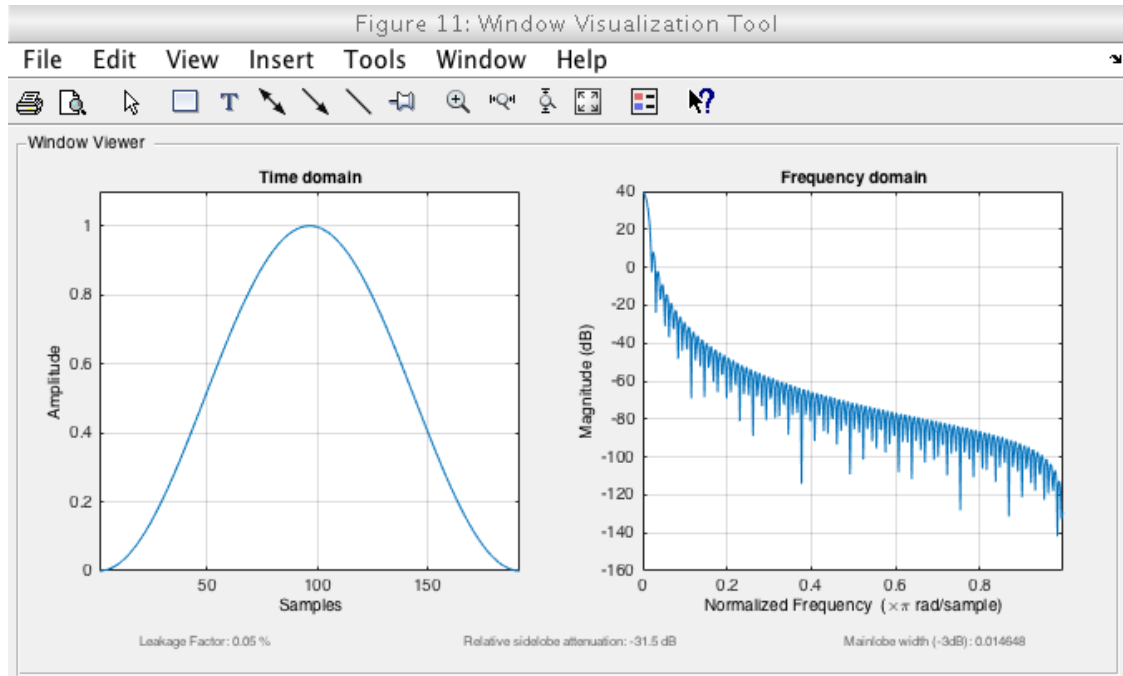 Figure 11: Window Visualization Tool
File Edit View Insert Tools Window Help
T
?
Window Viewer
Time domain
1
0.8
0.6
0.4
0.2
0
Amplitude
50 100 150
Samples
Frequency domain
40
20
0
-20
-40
-60
-80
-100
-120
-140
-160
Magnitude (dB)
0 0.2 0.4 0.6 0.8
Normalized Frequency (×π rad/sample)
Leakage Factor: 0.05 % Relative sidelobe attenuation: -31.5 dB Mainlobe width (-3dB): 0.014648